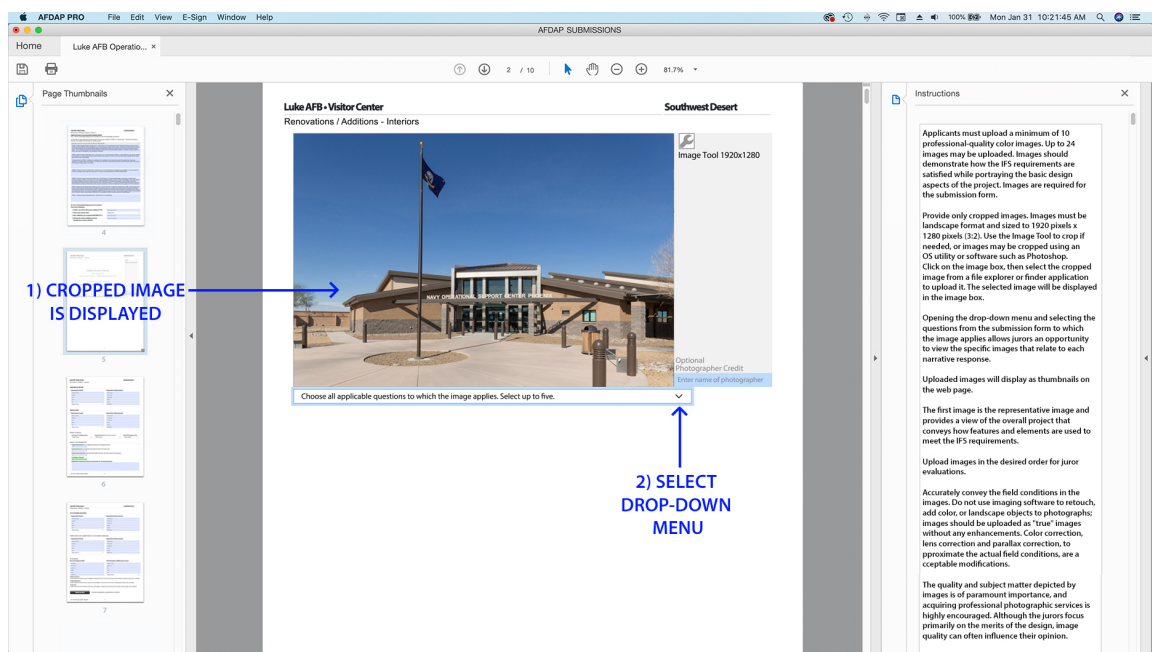 AFDAP PRO File Edit View E-Sign Window Help 100% Mon Jan 31 10:21:45 AM
AFDAP SUBMISSIONS
Home Luke AFB Operatio... ×
2 / 10 81.7%
Page Thumbnails ×
4
5
6
7
1) CROPPED IMAGE
IS DISPLAYED
Luke AFB • Visitor Center Southwest Desert
Renovations / Additions - Interiors
Image Tool 1920x1280
NAVY OPERATIONAL SUPPORT CENTER PHOENIX
Optional
Photographer Credit
Enter name of photographer
Choose all applicable questions to which the image applies. Select up to five.
2) SELECT
DROP-DOWN
MENU
Instructions ×
Applicants must upload a minimum of 10
professional-quality color images. Up to 24
images may be uploaded. Images should
demonstrate how the IFS requirements are
satisfied while portraying the basic design
aspects of the project. Images are required for
the submission form.
Provide only cropped images. Images must be
landscape format and sized to 1920 pixels x
1280 pixels (3:2). Use the Image Tool to crop if
needed, or images may be cropped using an
OS utility or software such as Photoshop.
Click on the image box, then select the cropped
image from a file explorer or finder application
to upload it. The selected image will be displayed
in the image box.
Opening the drop-down menu and selecting the
questions from the submission form to which
the image applies allows jurors an opportunity
to view the specific images that relate to each
narrative response.
Uploaded images will display as thumbnails on
the web page.
The first image is the representative image and
provides a view of the overall project that
conveys how features and elements are used to
meet the IFS requirements.
Upload images in the desired order for juror
evaluations.
Accurately convey the field conditions in the
images. Do not use imaging software to retouch,
add color, or landscape objects to photographs;
images should be uploaded as "true" images
without any enhancements. Color correction,
lens correction and parallax correction, to
pproximate the actual field conditions, are a
cceptable modifications.
The quality and subject matter depicted by
images is of paramount importance, and
acquiring professional photographic services is
highly encouraged. Although the jurors focus
primarily on the merits of the design, image
quality can often influence their opinion.